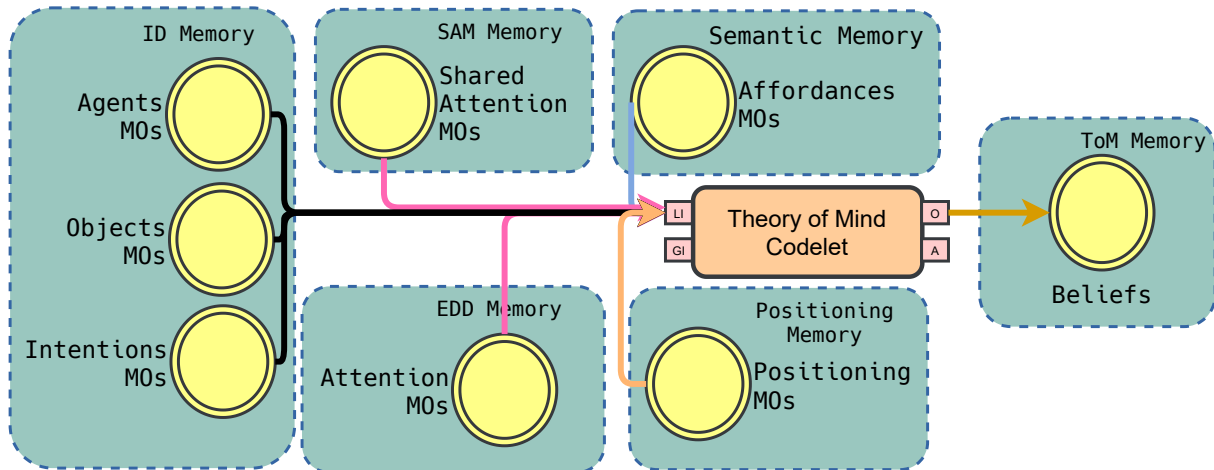 ID Memory
Agents
MOs
Objects
MOs
Intentions
MOs
SAM Memory
Shared
Attention
MOs
Semantic Memory
Affordances
MOs
EDD Memory
Attention
MOs
Positioning
Memory
Positioning
MOs
LI
GI
Theory of Mind
Codelet
O
A
ToM Memory
Beliefs